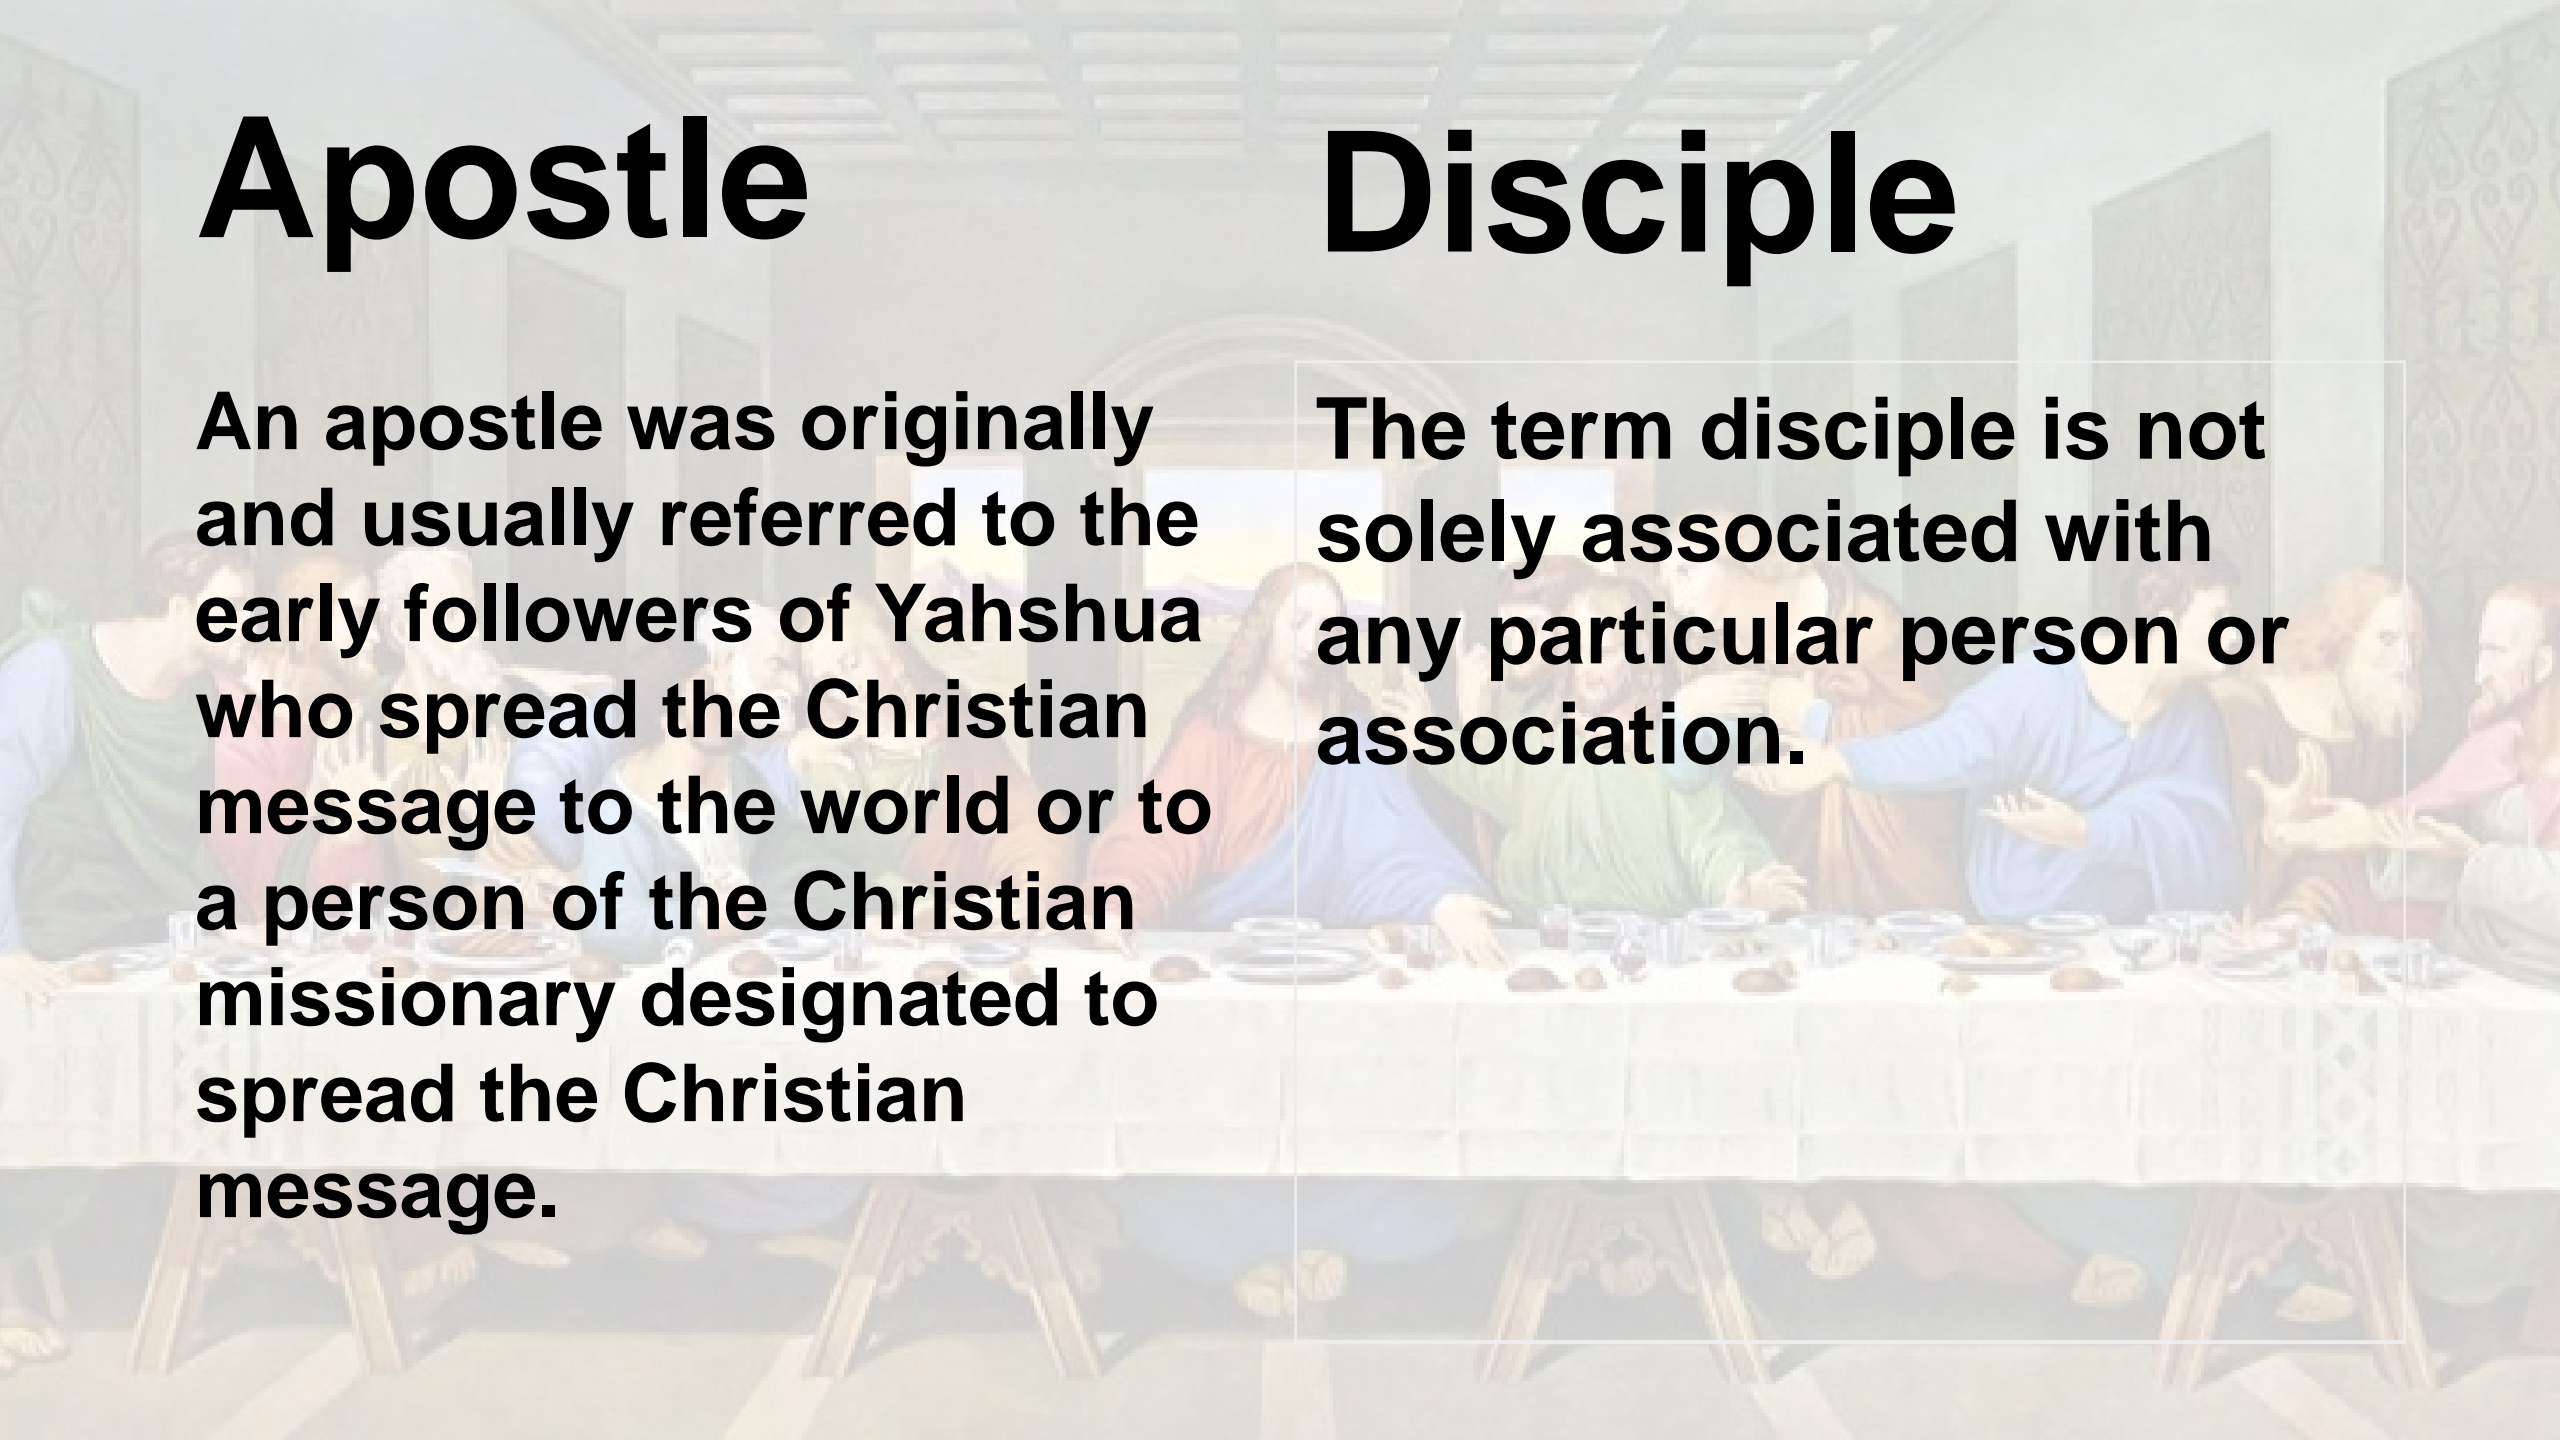 Apostle
An apostle was originally
and usually referred to the
early followers of Yahshua
who spread the Christian
message to the world or to
a person of the Christian
missionary designated to
spread the Christian
message.
Disciple
The term disciple is not
solely associated with
any particular person or
association.